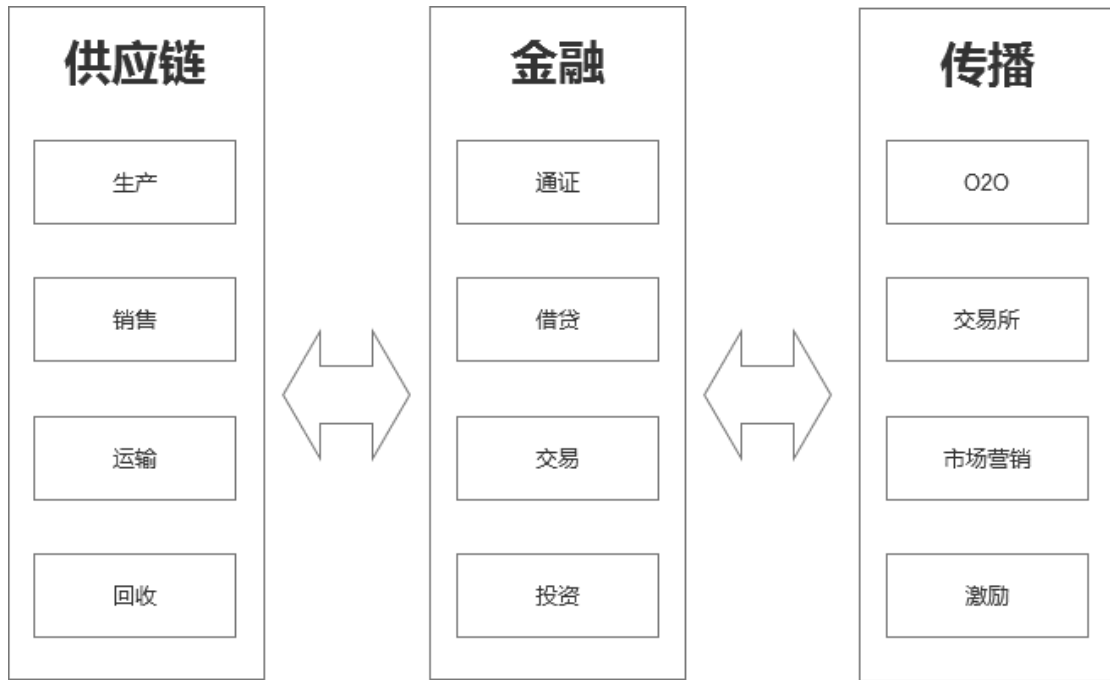 供应链
生产
销售
运输
回收
金融
通证
借贷
交易
投资
传播
O2O
交易所
市场营销
激励